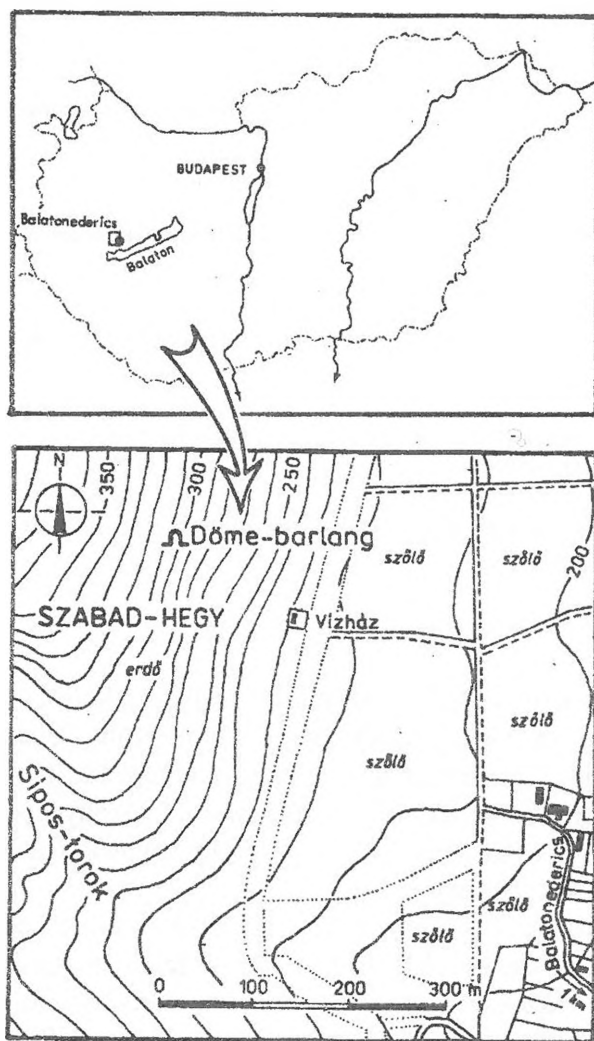 BUDAPEST
Balatonederics
Balaton
N
350
300
250
Döme-barlang
szőlő
szőlő
200
SZABAD-HEGY
Vízház
erdő
szőlő
szőlő
Sipos-torok
Balatonederics
szőlő
szőlő
0 100 200 300 m
1 km